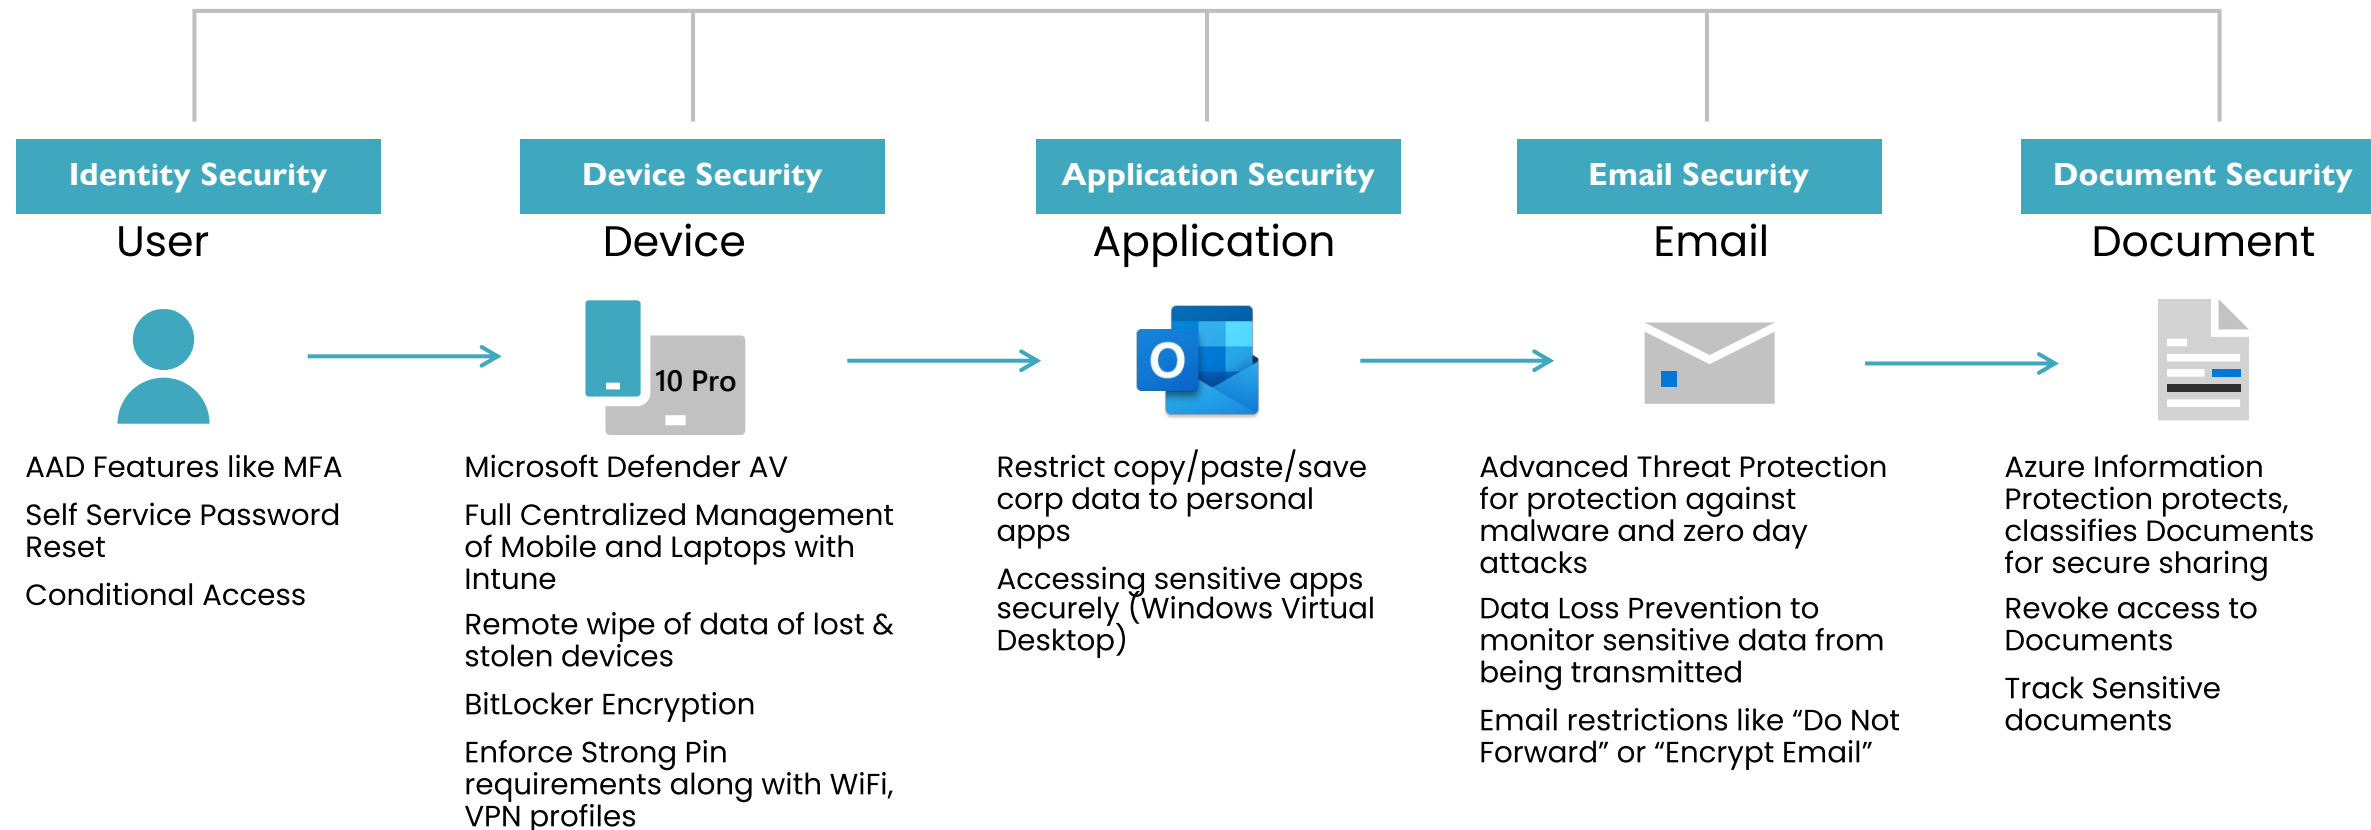 Identity Security
User
AAD Features like MFA
Self Service Password
Reset
Conditional Access
Device Security
Device
10 Pro
Microsoft Defender AV
Full Centralized Management
of Mobile and Laptops with
Intune
Remote wipe of data of lost &
stolen devices
BitLocker Encryption
Enforce Strong Pin
requirements along with WiFi,
VPN profiles
Application Security
Application
O
Restrict copy/paste/save
corp data to personal
apps
Accessing sensitive apps
securely (Windows Virtual
Desktop)
Email Security
Email
Advanced Threat Protection
for protection against
malware and zero day
attacks
Data Loss Prevention to
monitor sensitive data from
being transmitted
Email restrictions like “Do Not
Forward” or “Encrypt Email”
Document Security
Document
Azure Information
Protection protects,
classifies Documents
for secure sharing
Revoke access to
Documents
Track Sensitive
documents